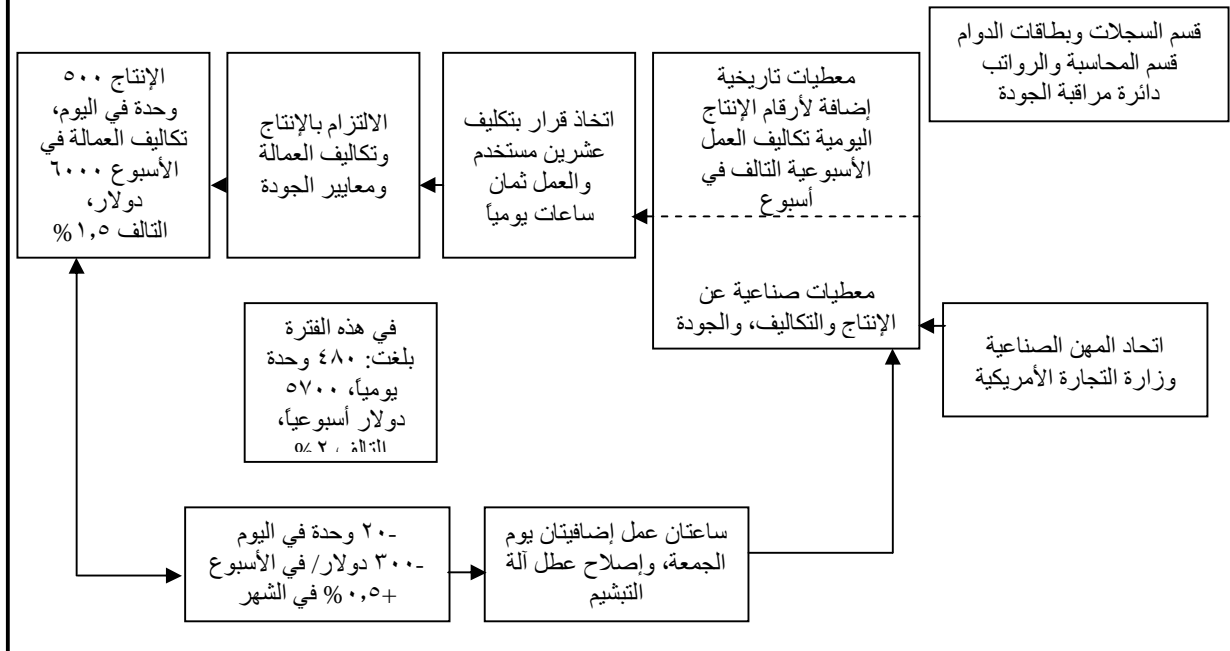 قسم السجلات وبطاقات الدوام
قسم المحاسبة والرواتب
دائرة مراقبة الجودة
معطيات تاريخية
إضافة لأرقام الإنتاج
اليومية تكاليف العمل
الأسبوعية التالف في
أسبوع
معطيات صناعية عن
الإنتاج والتكاليف، والجودة
اتحاد المهن الصناعية
وزارة التجارة الأمريكية
اتخاذ قرار بتكليف
عشرين مستخدم
والعمل ثمان
ساعات يومياً
الالتزام بالإنتاج
وتكاليف العمالة
ومعايير الجودة
الإنتاج ٥٠٠
وحدة في اليوم،
تكاليف العمالة في
الأسبوع ٦٠٠٠
دولار،
التالف ١,٥%
في هذه الفترة
بلغت: ٤٨٠ وحدة
يومياً، ٥٧٠٠
دولار أسبوعياً،
التالف ٢%
-٢٠ وحدة في اليوم
-٣٠٠ دولار/ في الأسبوع
+٠,٥% في الشهر
ساعتان عمل إضافيتان يوم
الجمعة، وإصلاح عطل آلة
التبشيم